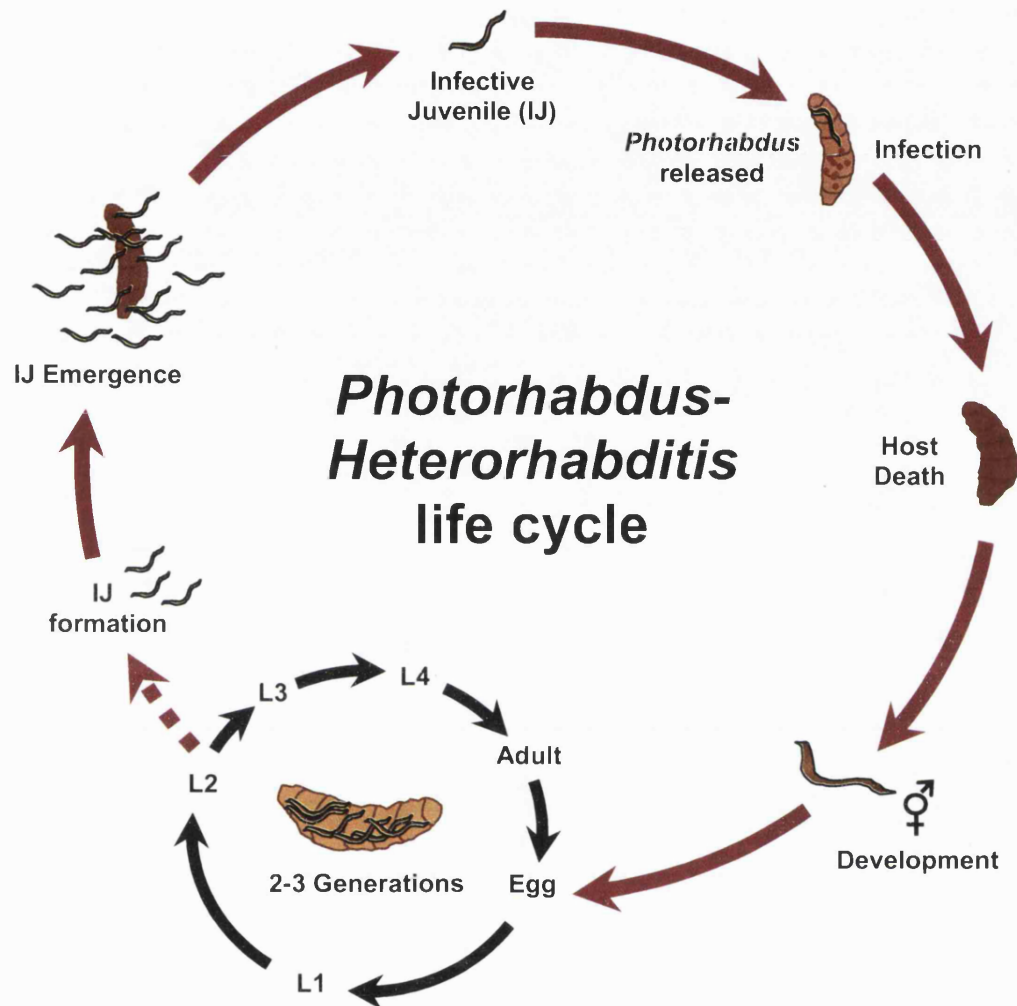 Infective
Juvenile (IJ)
Photorhabdus
released
Infection
IJ Emergence
Photorhabdus-
Heterorhabditis
life cycle
Host
Death
IJ
formation
L3
L4
L2
Adult
2-3 Generations
Egg
Development
L1